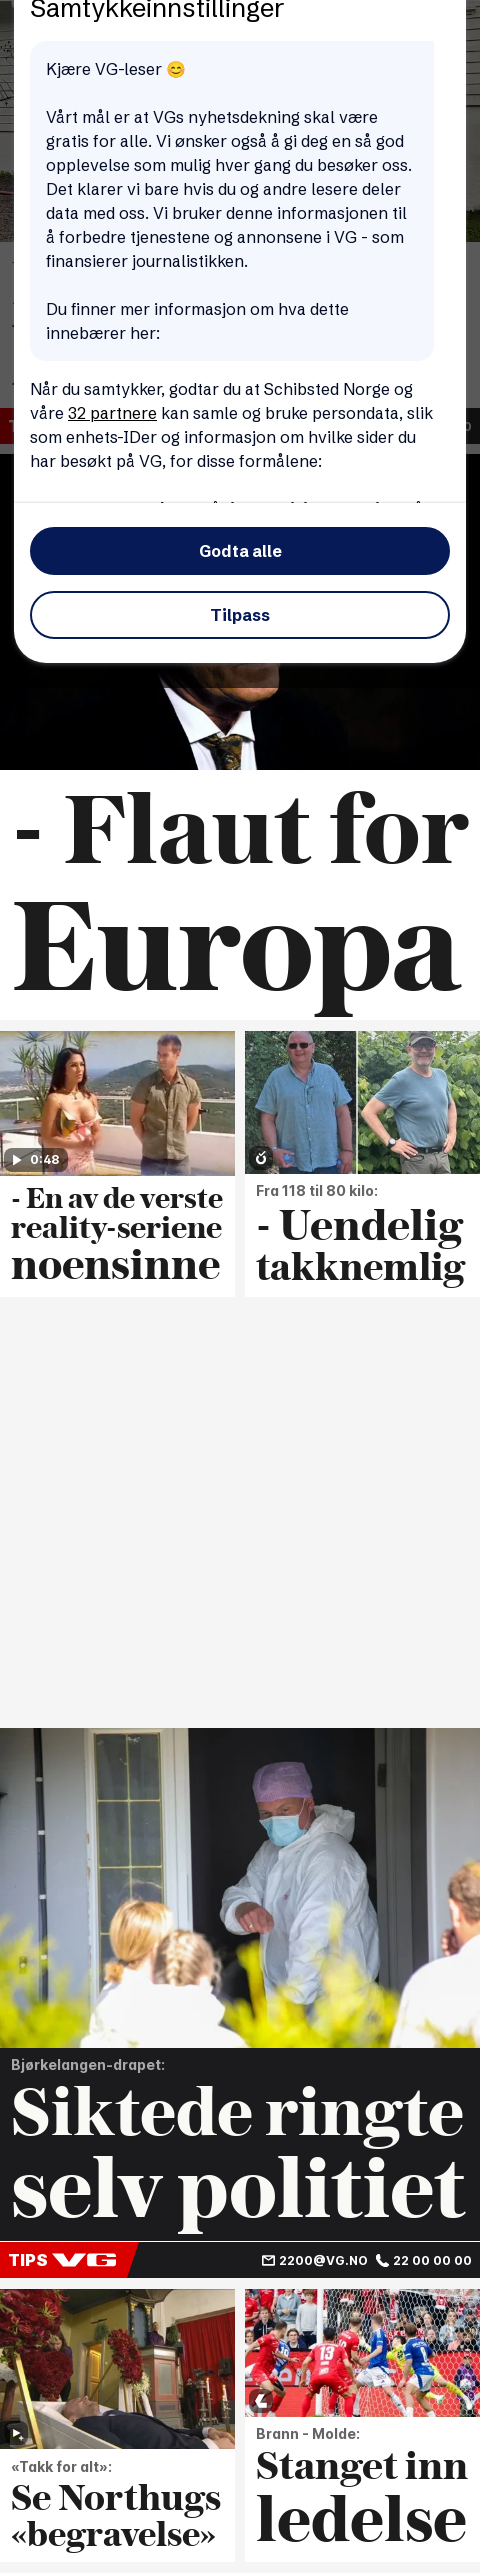 Samtykkeinnstillinger
Kjære VG-leser 😊
Vårt mål er at VGs nyhetsdekning skal være
gratis for alle. Vi ønsker også å gi deg en så god
opplevelse som mulig hver gang du besøker oss.
Det klarer vi bare hvis du og andre lesere deler
data med oss. Vi bruker denne informasjonen til
å forbedre tjenestene og annonsene i VG - som
finansierer journalistikken.
Du finner mer informasjon om hva dette
innebærer her:
Når du samtykker, godtar du at Schibsted Norge og
våre 32 partnere kan samle og bruke persondata, slik
som enhets-IDer og informasjon om hvilke sider du
har besøkt på VG, for disse formålene:
Godta alle
Tilpass
- Flaut for
Europa
0:48
- En av de verste
reality-seriene
noensinne
Fra 118 til 80 kilo:
- Uendelig
takknemlig
Bjørkelangen-drapet:
Siktede ringte
selv politiet
TIPS VG 2200@VG.NO 22 00 00 00
«Takk for alt»:
Se Northugs
«begravelse»
13
Brann - Molde:
Stanget inn
ledelse